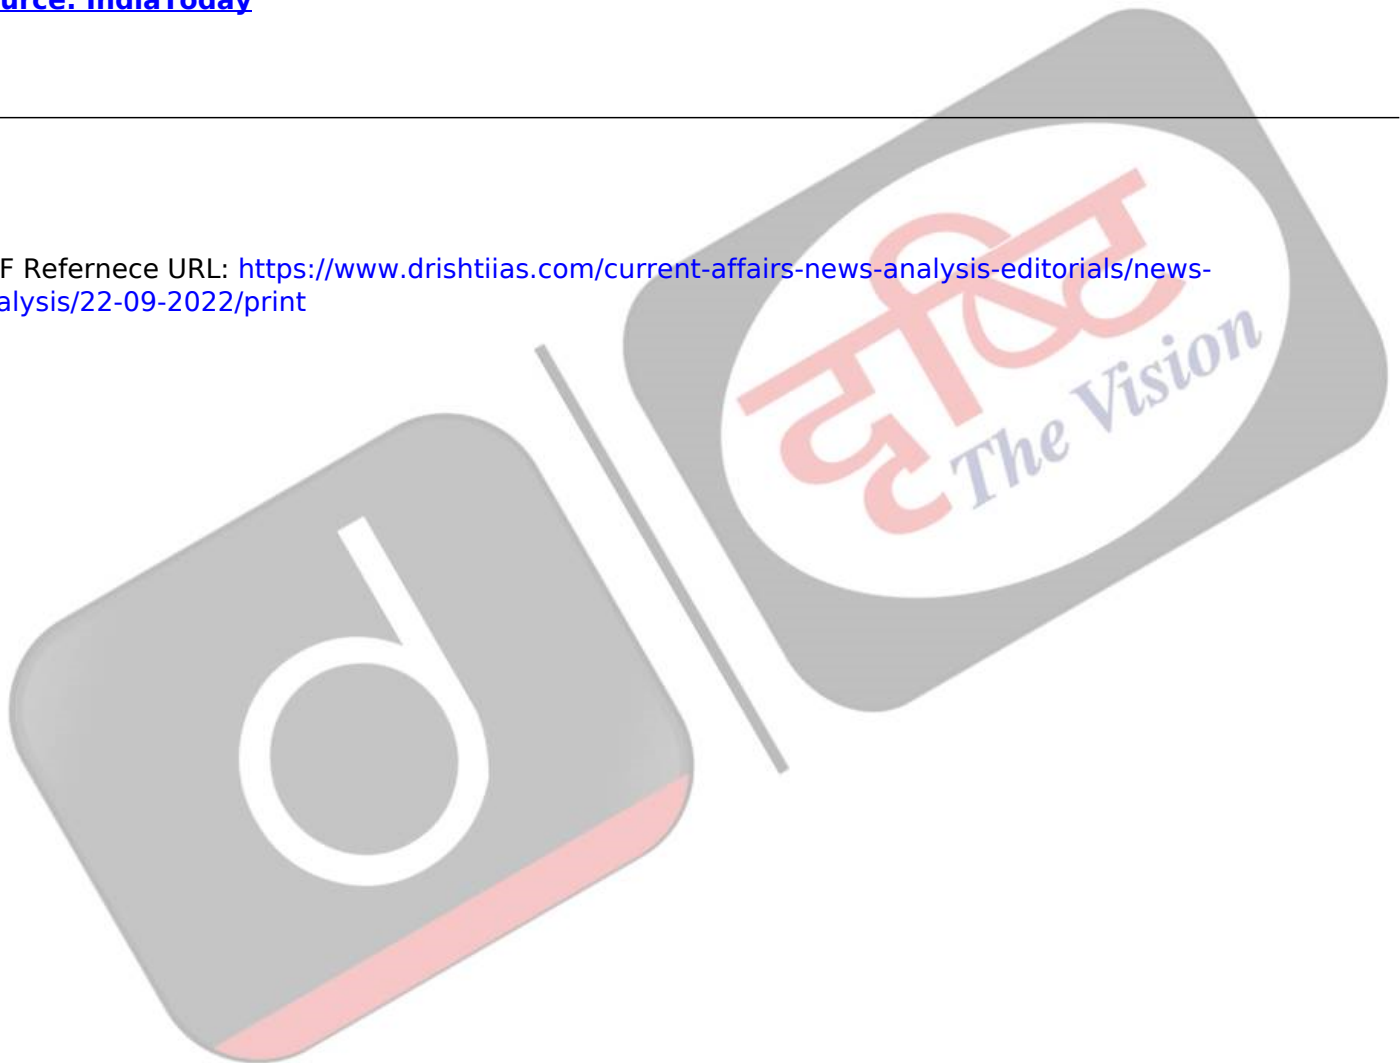 urce: IndiaToday
F Refernece URL: https://www.drishtiias.com/current-affairs-news-analysis-editorials/news-
alysis/22-09-2022/print
दृष्टि
The Vision
d